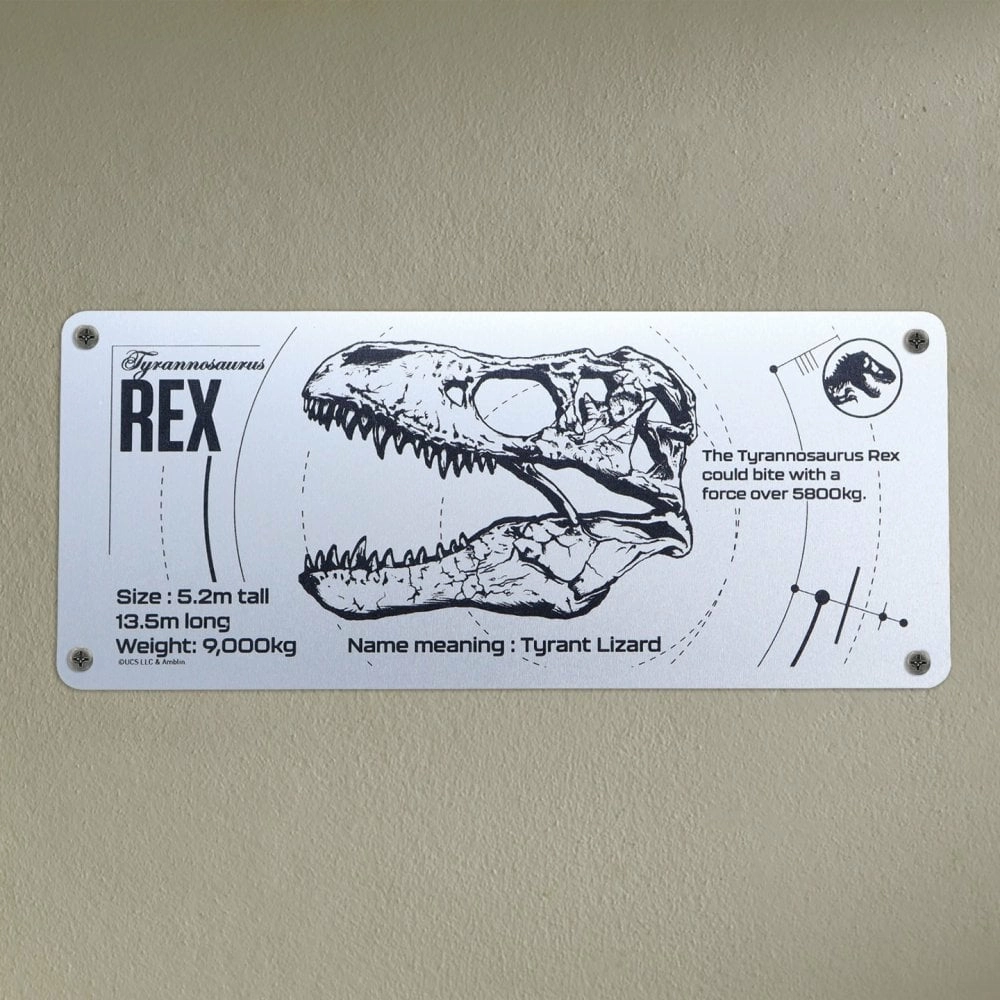 Tyrannosaurus
REX
The Tyrannosaurus Rex
could bite with a
force over 5800kg.
Size : 5.2m tall
13.5m long
Weight: 9,000kg
©UCS LLC & Amblin
Name meaning : Tyrant Lizard